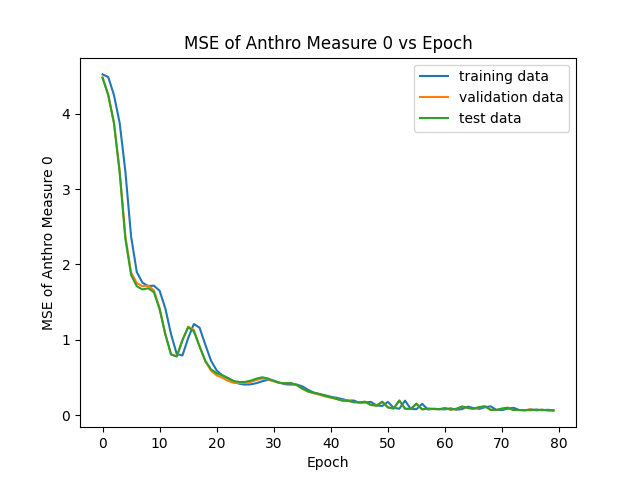 MSE of Anthro Measure 0 vs Epoch
training data
validation data
test data
MSE of Anthro Measure 0
4
3
2
1
0
0 10 20 30 40 50 60 70 80
Epoch